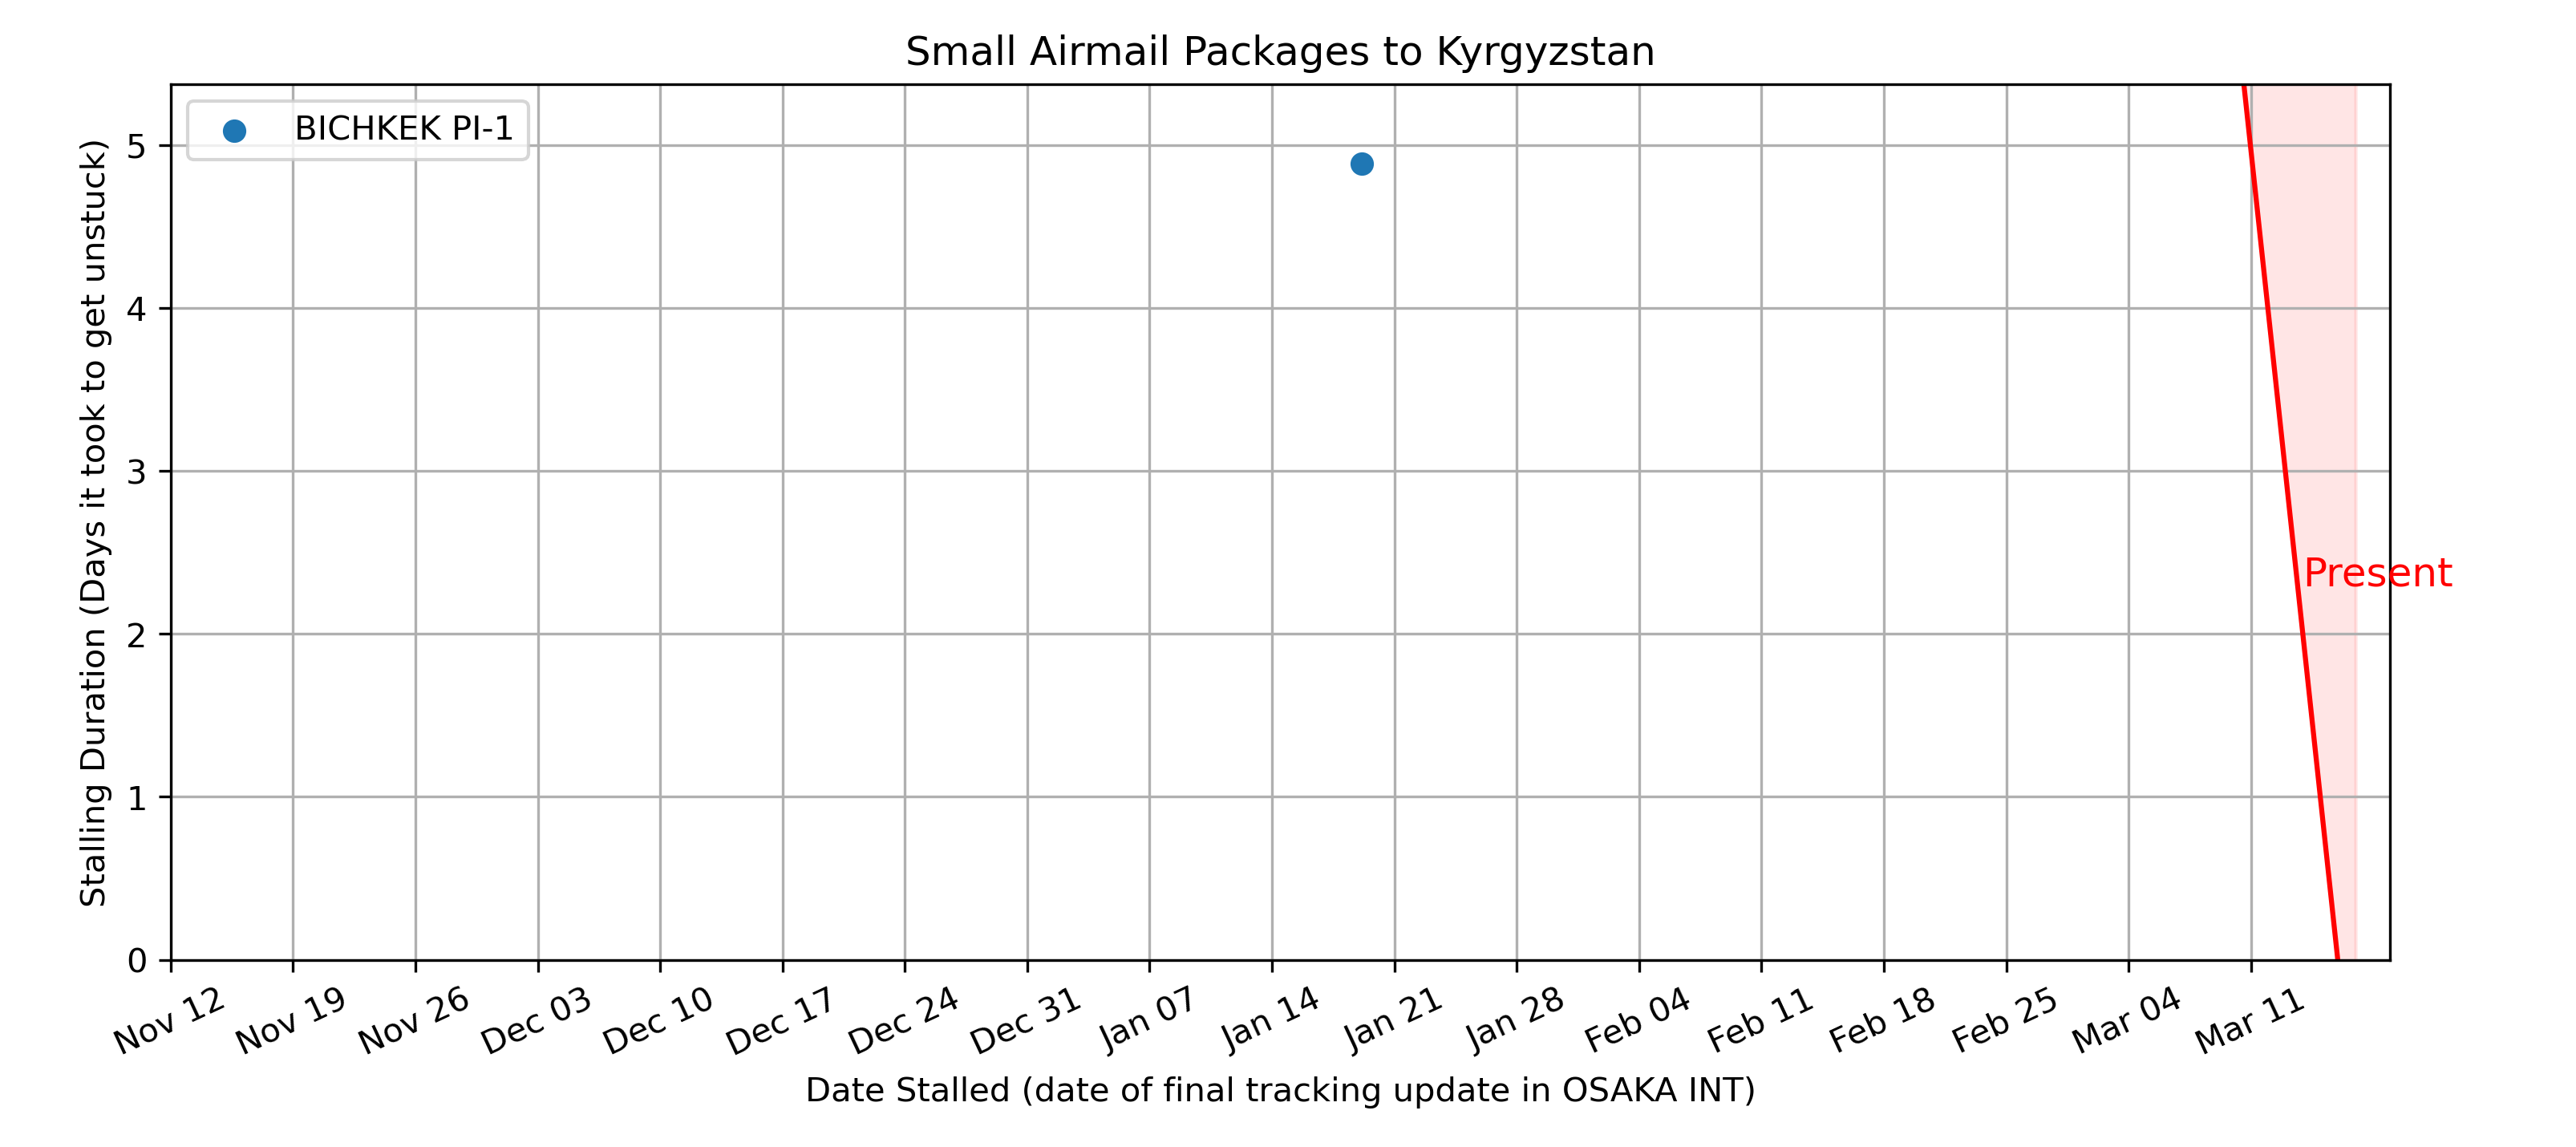 Small Airmail Packages to Kyrgyzstan
BICHKEK PI-1
Stalling Duration (Days it took to get unstuck)
5
4
3
2
1
0
Present
Nov 12
Nov 19
Nov 26
Dec 03
Dec 10
Dec 17
Dec 24
Dec 31
Jan 07
Jan 14
Jan 21
Jan 28
Feb 04
Feb 11
Feb 18
Feb 25
Mar 04
Mar 11
Date Stalled (date of final tracking update in OSAKA INT)